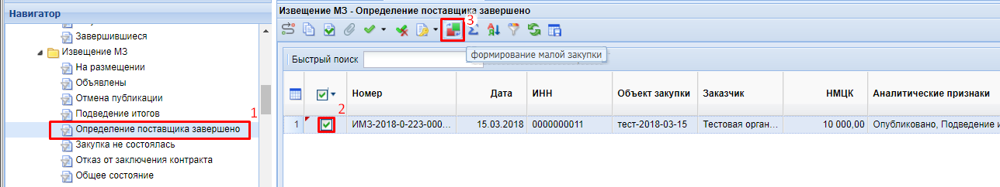 Навигатор
Завершившиеся
Извещение МЗ
На размещении
Объявлены
Отмена публикации
Подведение итогов
1
Определение поставщика завершено
Закупка не состоялась
Отказ от заключения контракта
Общее состояние
Извещение МЗ - Определение поставщика завершено
3
формирование малой закупки
Быстрый поиск
Номер Дата ИНН Объект закупки Заказчик НМЦК Аналитические признаки
2
1 ИМЗ-2018-0-223-000... 15.03.2018 0000000011 тест-2018-03-15 Тестовая орган... 10 000,00 Опубликовано, Подведение и